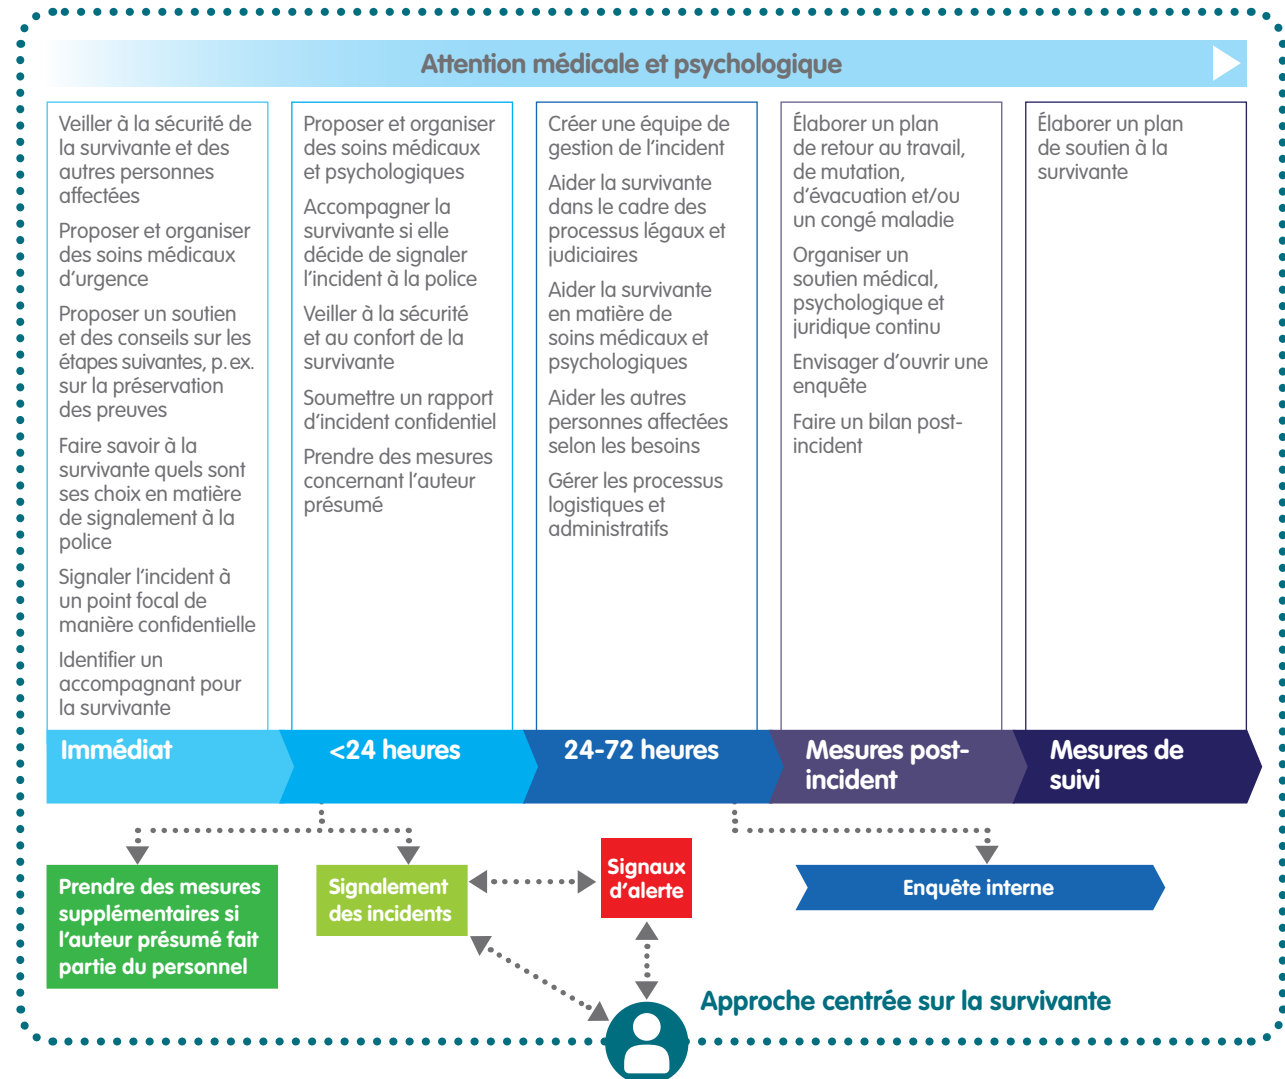 Attention médicale et psychologique
Veiller à la sécurité de
la survivante et des
autres personnes
affectées
Proposer et organiser
des soins médicaux
d’urgence
Proposer un soutien
et des conseils sur les
étapes suivantes, p. ex.
sur la préservation
des preuves
Faire savoir à la
survivante quels sont
ses choix en matière
de signalement à la
police
Signaler l’incident à
un point focal de
manière confidentielle
Identifier un
accompagnant pour
la survivante
Immédiat
Proposer et organiser
des soins médicaux
et psychologiques
Accompagner la
survivante si elle
décide de signaler
l’incident à la police
Veiller à la sécurité
et au confort de la
survivante
Soumettre un rapport
d’incident confidentiel
Prendre des mesures
concernant l’auteur
présumé
<24 heures
Créer une équipe de
gestion de l’incident
Aider la survivante
dans le cadre des
processus légaux et
judiciaires
Aider la survivante
en matière de
soins médicaux et
psychologiques
Aider les autres
personnes affectées
selon les besoins
Gérer les processus
logistiques et
administratifs
24-72 heures
Élaborer un plan
de retour au travail,
de mutation,
d’évacuation et/ou
un congé maladie
Organiser un
soutien médical,
psychologique et
juridique continu
Envisager d’ouvrir une
enquête
Faire un bilan post-
incident
Mesures post-
incident
Élaborer un plan
de soutien à la
survivante
Mesures de
suivi
Prendre des mesures
supplémentaires si
l’auteur présumé fait
partie du personnel
Signalement
des incidents
Signaux
d’alerte
Enquête interne
Approche centrée sur la survivante